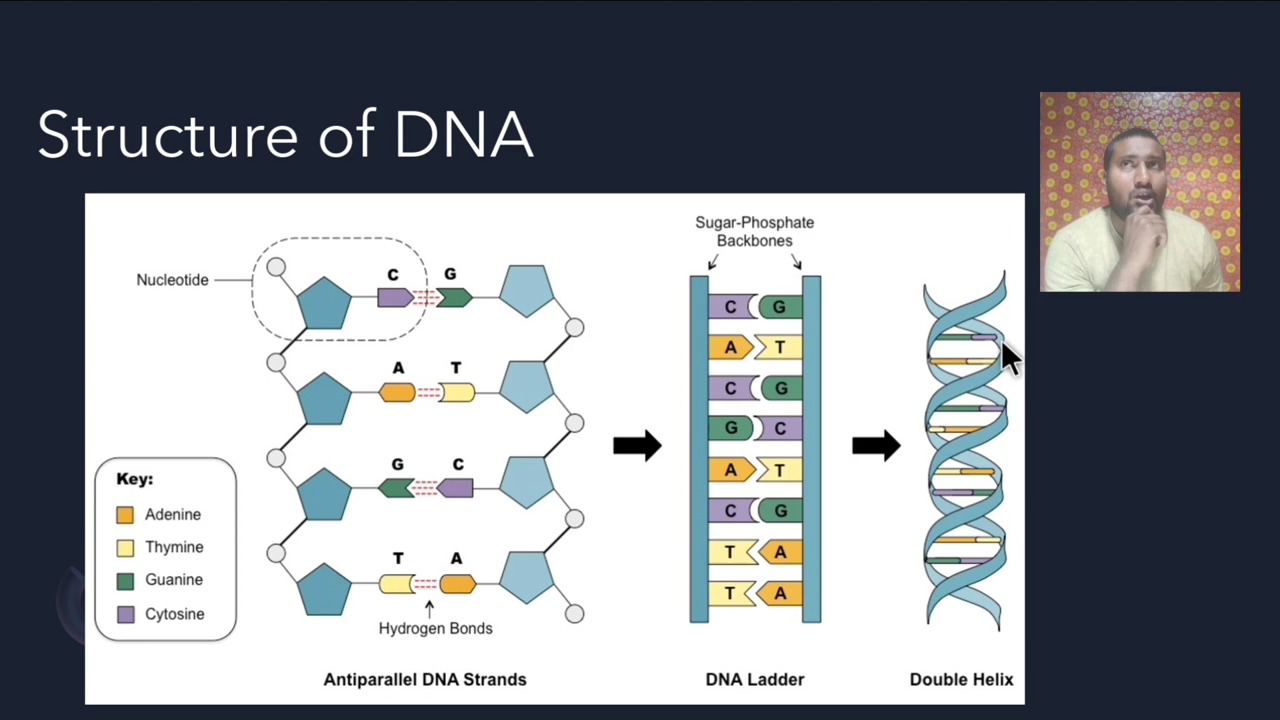 Structure of DNA
Nucleotide
C G
A T
G C
T A
Hydrogen Bonds
Antiparallel DNA Strands
Key:
Adenine
Thymine
Guanine
Cytosine
Sugar-Phosphate
Backbones
C G
A T
C G
G C
A T
C G
T A
T A
DNA Ladder
Double Helix